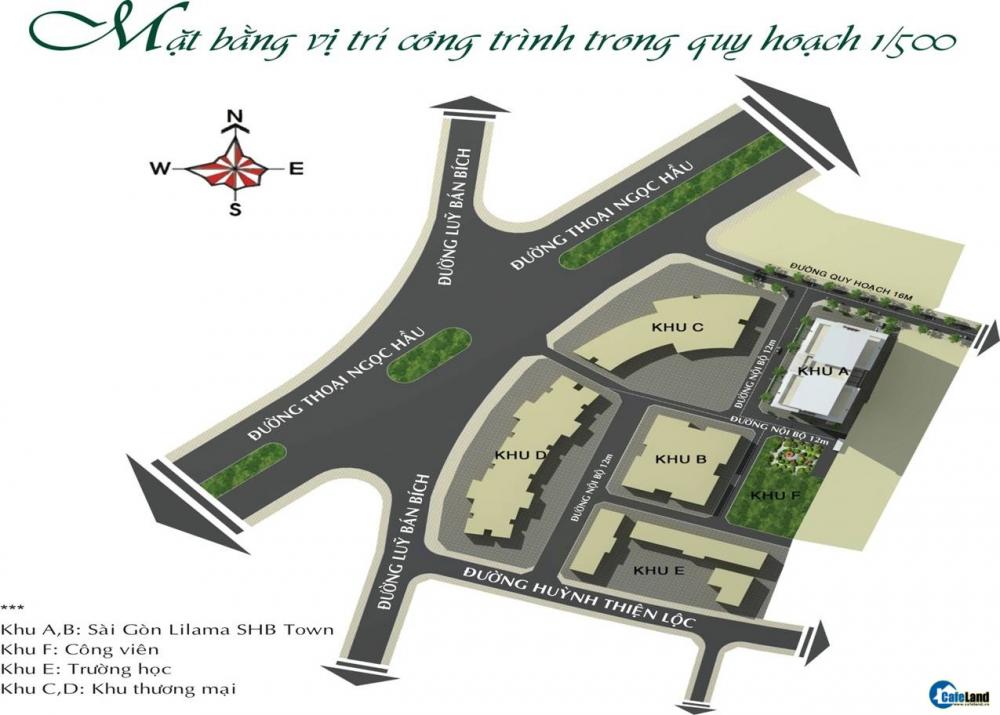 Mặt bằng vị trí công trình trong quy hoạch 1/500
N
W E
S
ĐƯỜNG LUỸ BÁN BÍCH
ĐƯỜNG THOẠI NGỌC HẦU
ĐƯỜNG QUY HOẠCH 16M
KHU C
ĐƯỜNG THOẠI NGỌC HẦU
ĐƯỜNG NỘI BỘ 12m
KHU A
ĐƯỜNG NỘI BỘ 12m
KHU D
KHU B
ĐƯỜNG NỘI BỘ 12m
KHU F
ĐƯỜNG LUỸ BÁN BÍCH
KHU E
ĐƯỜNG HUỲNH THIỆN LỘC
***
Khu A,B: Sài Gòn Lilama SHB Town
Khu F: Công viên
Khu E: Trường học
Khu C,D: Khu thương mại
CafeLand
www.cafeland.vn